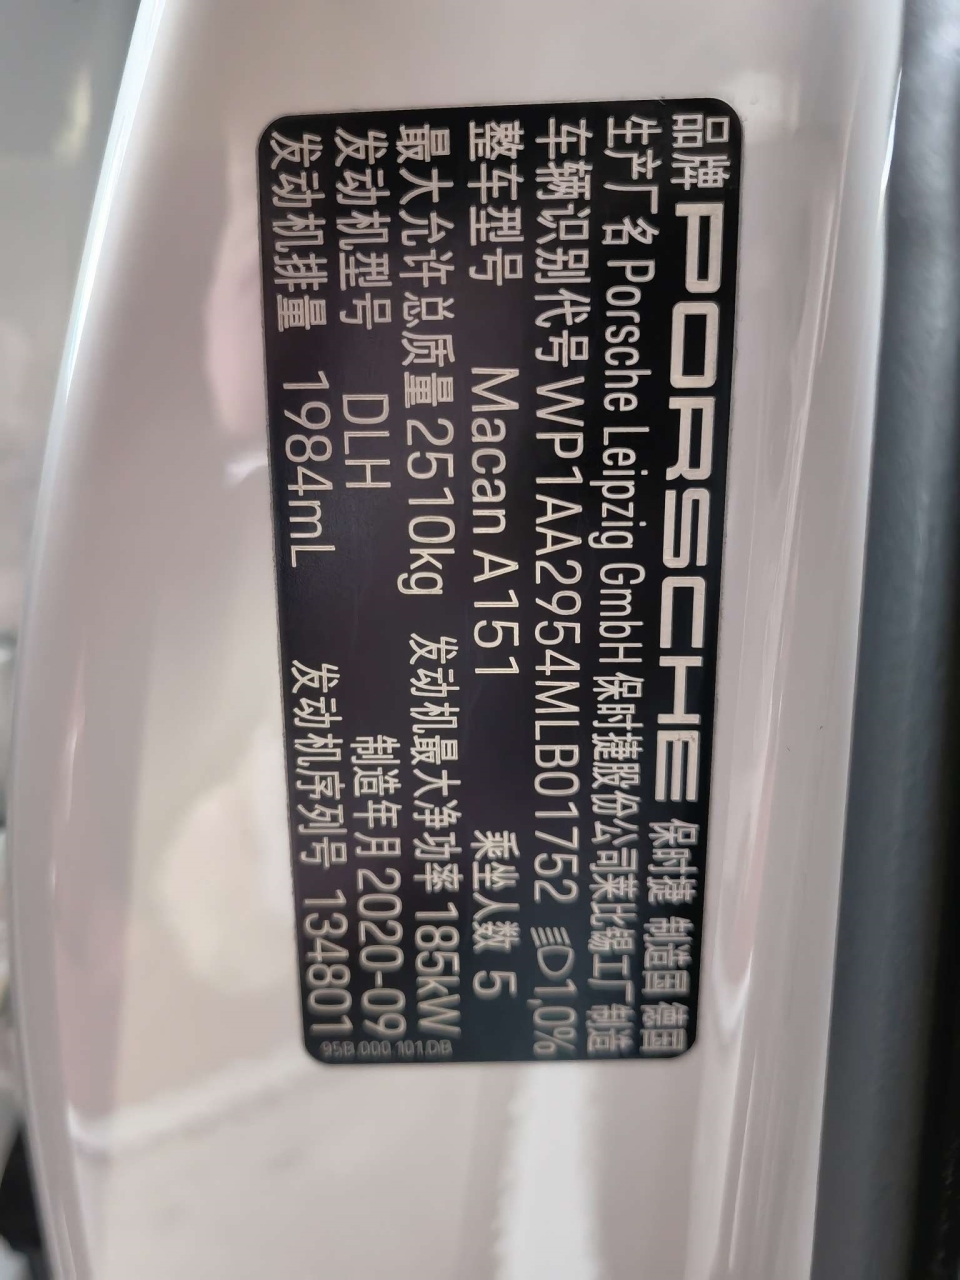 品牌 PORSCHE 保时捷 制造国 德国
生产厂名 Porsche Leipzig GmbH 保时捷股份公司莱比锡工厂 制造
车辆识别代号 WP1AA2954MLB01752 1,0%
整车型号 Macan A151 乘坐人数 5
最大允许总质量 2510kg 发动机最大净功率 185kW
发动机型号 DLH 制造年月 2020-09
发动机排量 1984mL 发动机序列号 134801
95B 000 101 DB